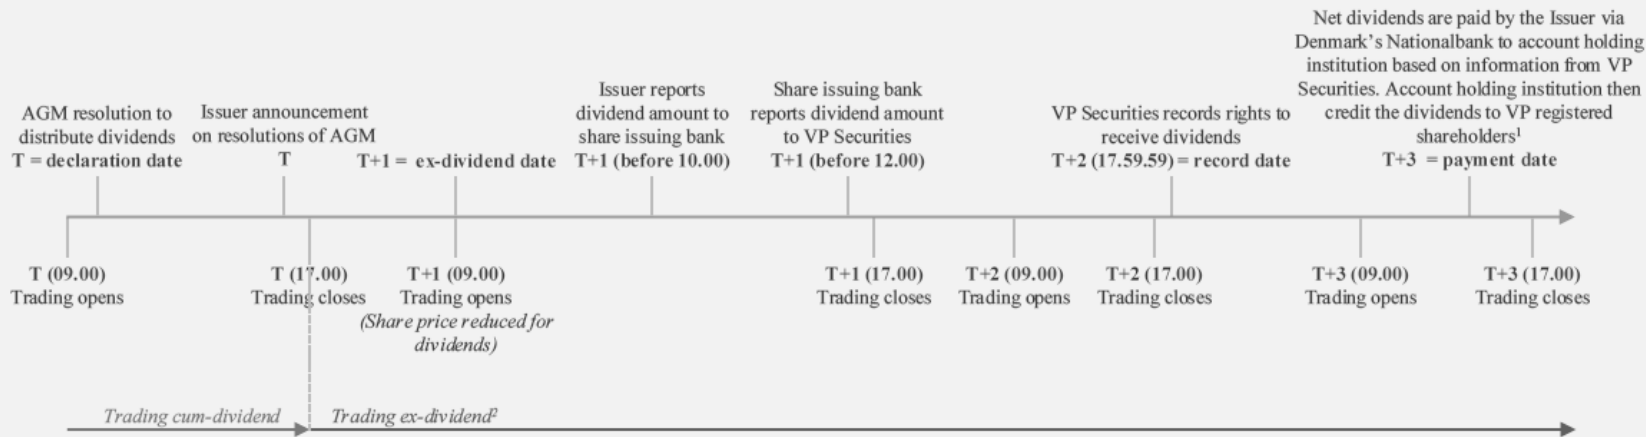 AGM resolution to
distribute dividends
T = declaration date
Issuer announcement
on resolutions of AGM
T
T+1 = ex-dividend date
Issuer reports
dividend amount to
share issuing bank
T+1 (before 10.00)
Share issuing bank
reports dividend amount
to VP Securities
T+1 (before 12.00)
VP Securities records rights to
receive dividends
T+2 (17.59.59) = record date
Net dividends are paid by the Issuer via
Denmark's Nationalbank to account holding
institution based on information from VP
Securities. Account holding institution then
credit the dividends to VP registered
shareholders¹
T+3 = payment date
T (09.00)
Trading opens
T (17.00)
Trading closes
T+1 (09.00)
Trading opens
(Share price reduced for
dividends)
T+1 (17.00)
Trading closes
T+2 (09.00)
Trading opens
T+2 (17.00)
Trading closes
T+3 (09.00)
Trading opens
T+3 (17.00)
Trading closes
Trading cum-dividend
Trading ex-dividend²